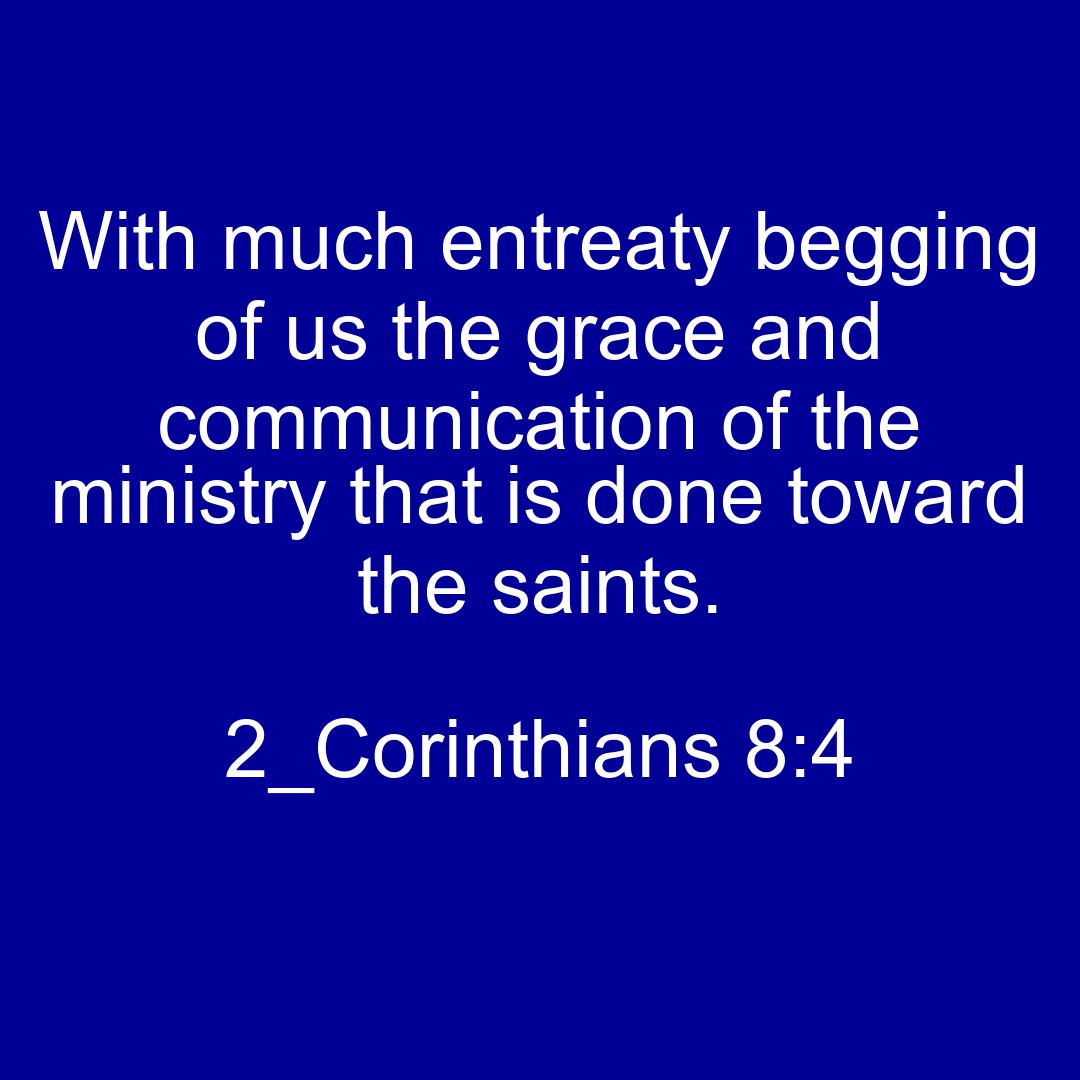 With much entreaty begging
of us the grace and
communication of the
ministry that is done toward
the saints.
2_Corinthians 8:4